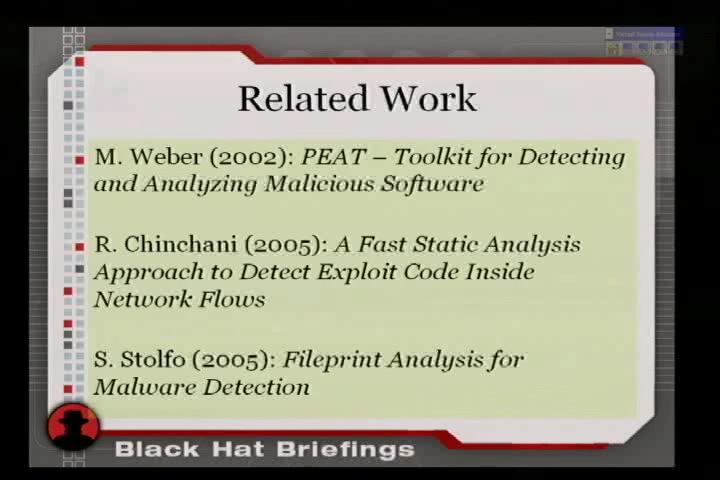 Related Work
M. Weber (2002): PEAT – Toolkit for Detecting
and Analyzing Malicious Software
R. Chinchani (2005): A Fast Static Analysis
Approach to Detect Exploit Code Inside
Network Flows
S. Stolfo (2005): Fileprint Analysis for
Malware Detection
Black Hat Briefings